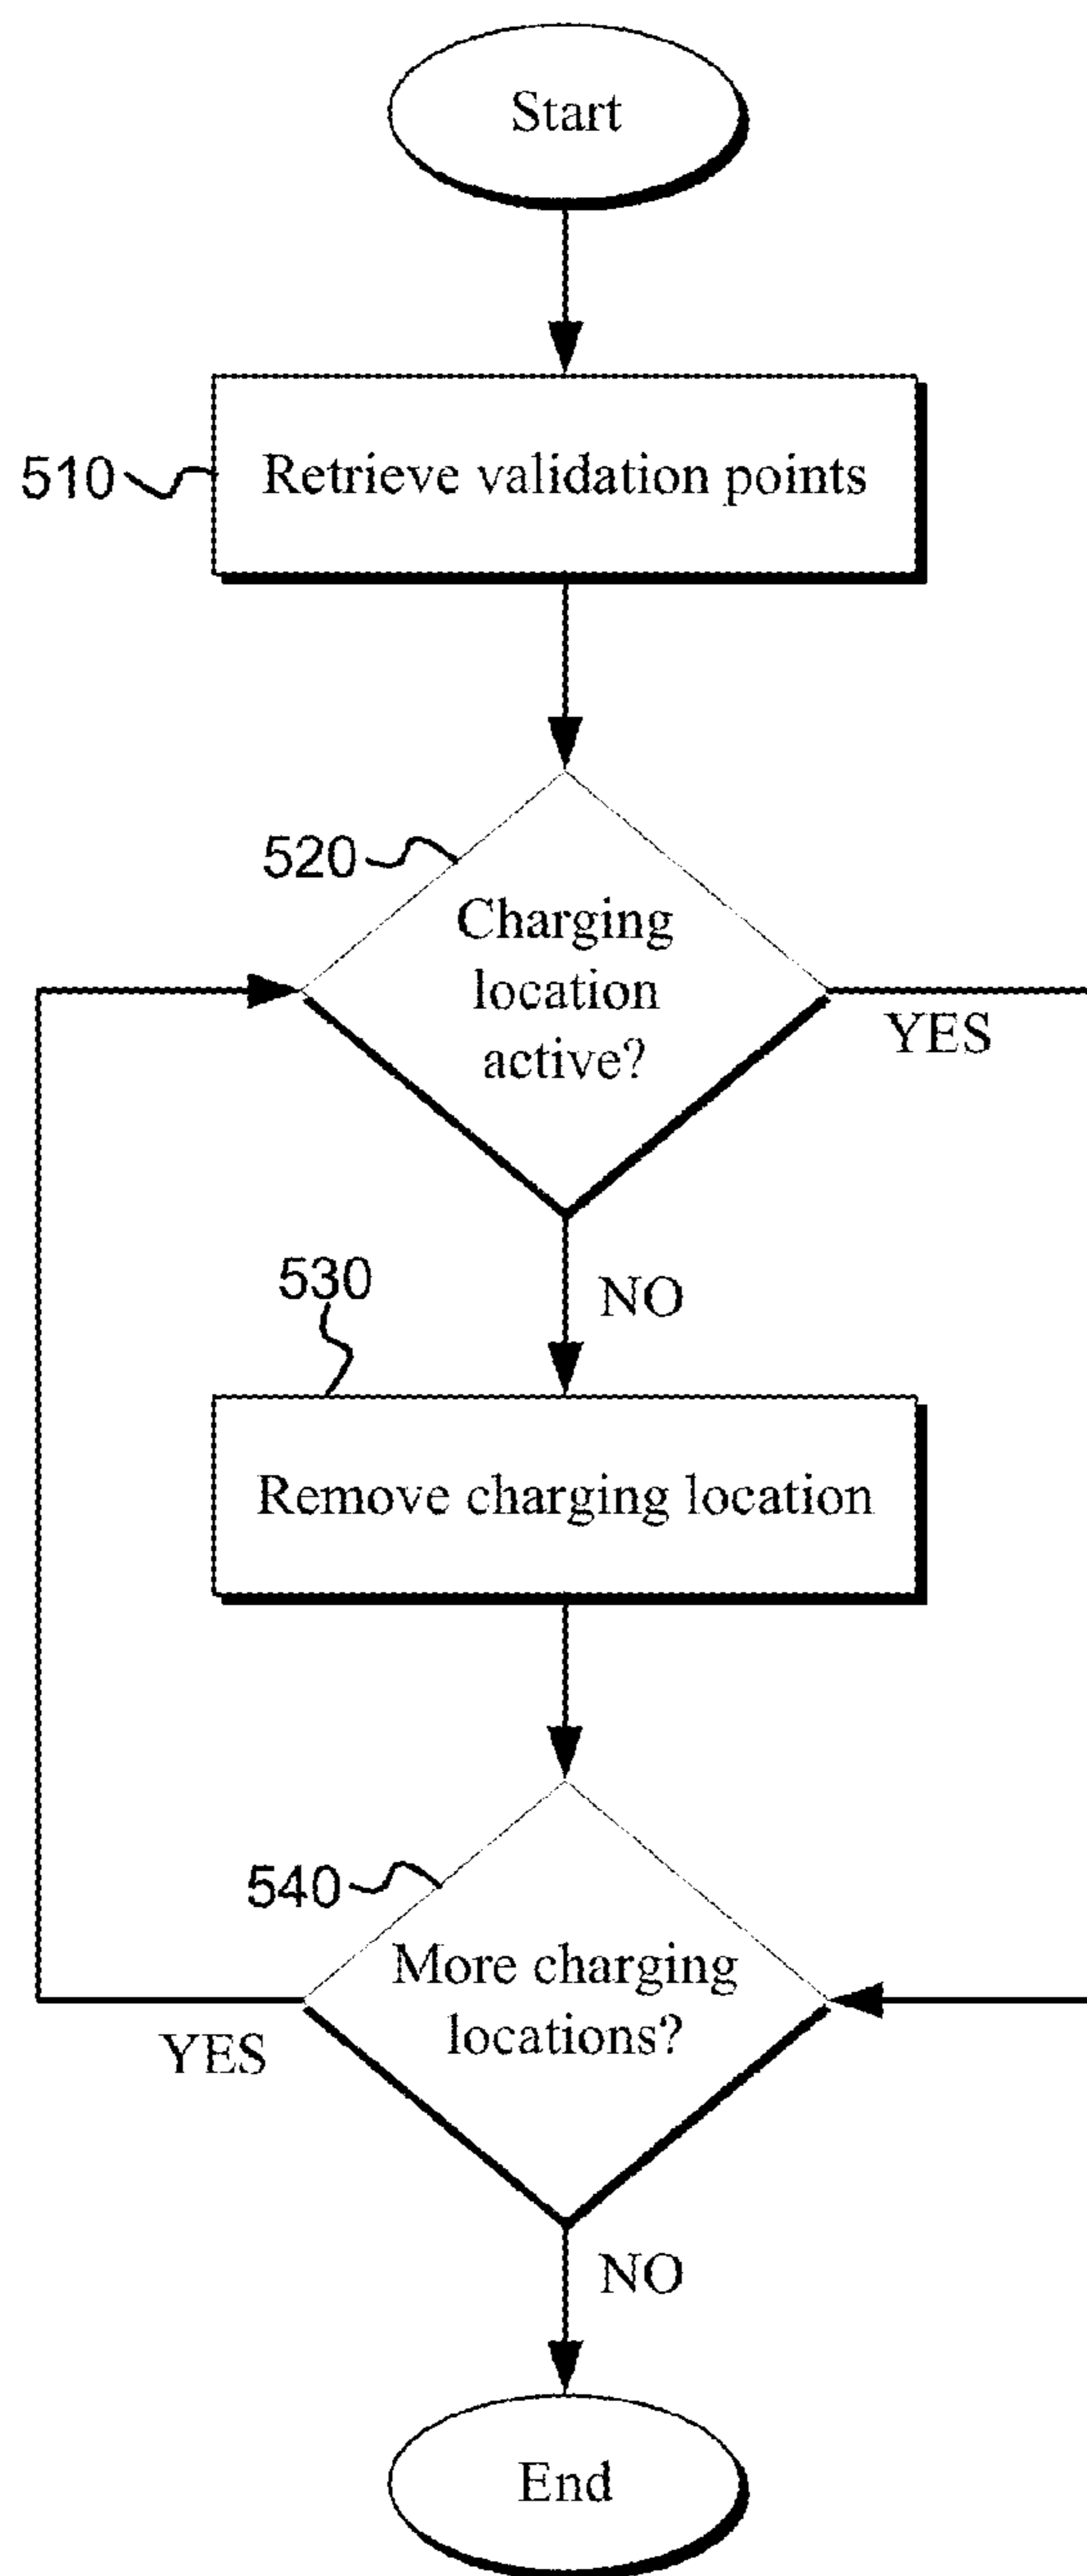 Start
510
Retrieve validation points
520
Charging
location
active?
YES
530
NO
Remove charging location
540
More charging
locations?
YES
NO
End